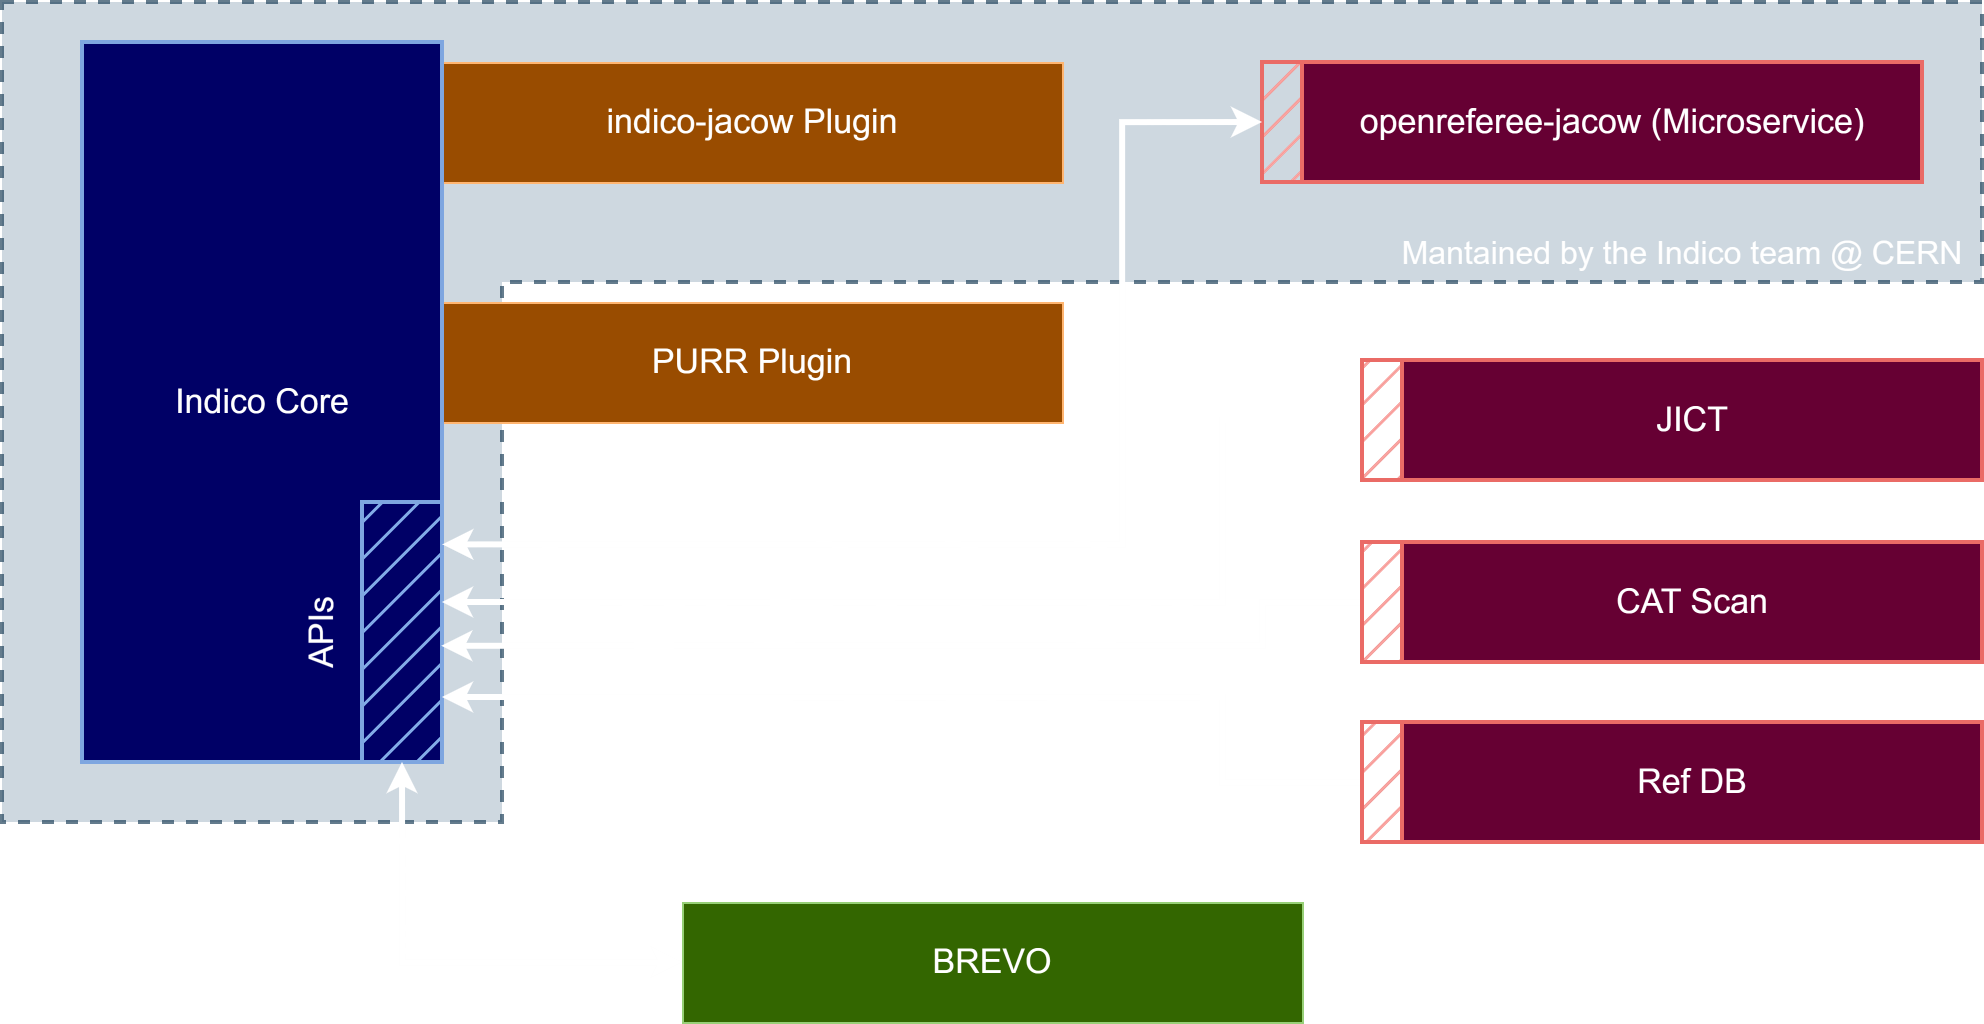 indico-jacow Plugin
openreferee-jacow (Microservice)
Mantained by the Indico team @ CERN
PURR Plugin
Indico Core
JICT
APIs
CAT Scan
Ref DB
BREVO